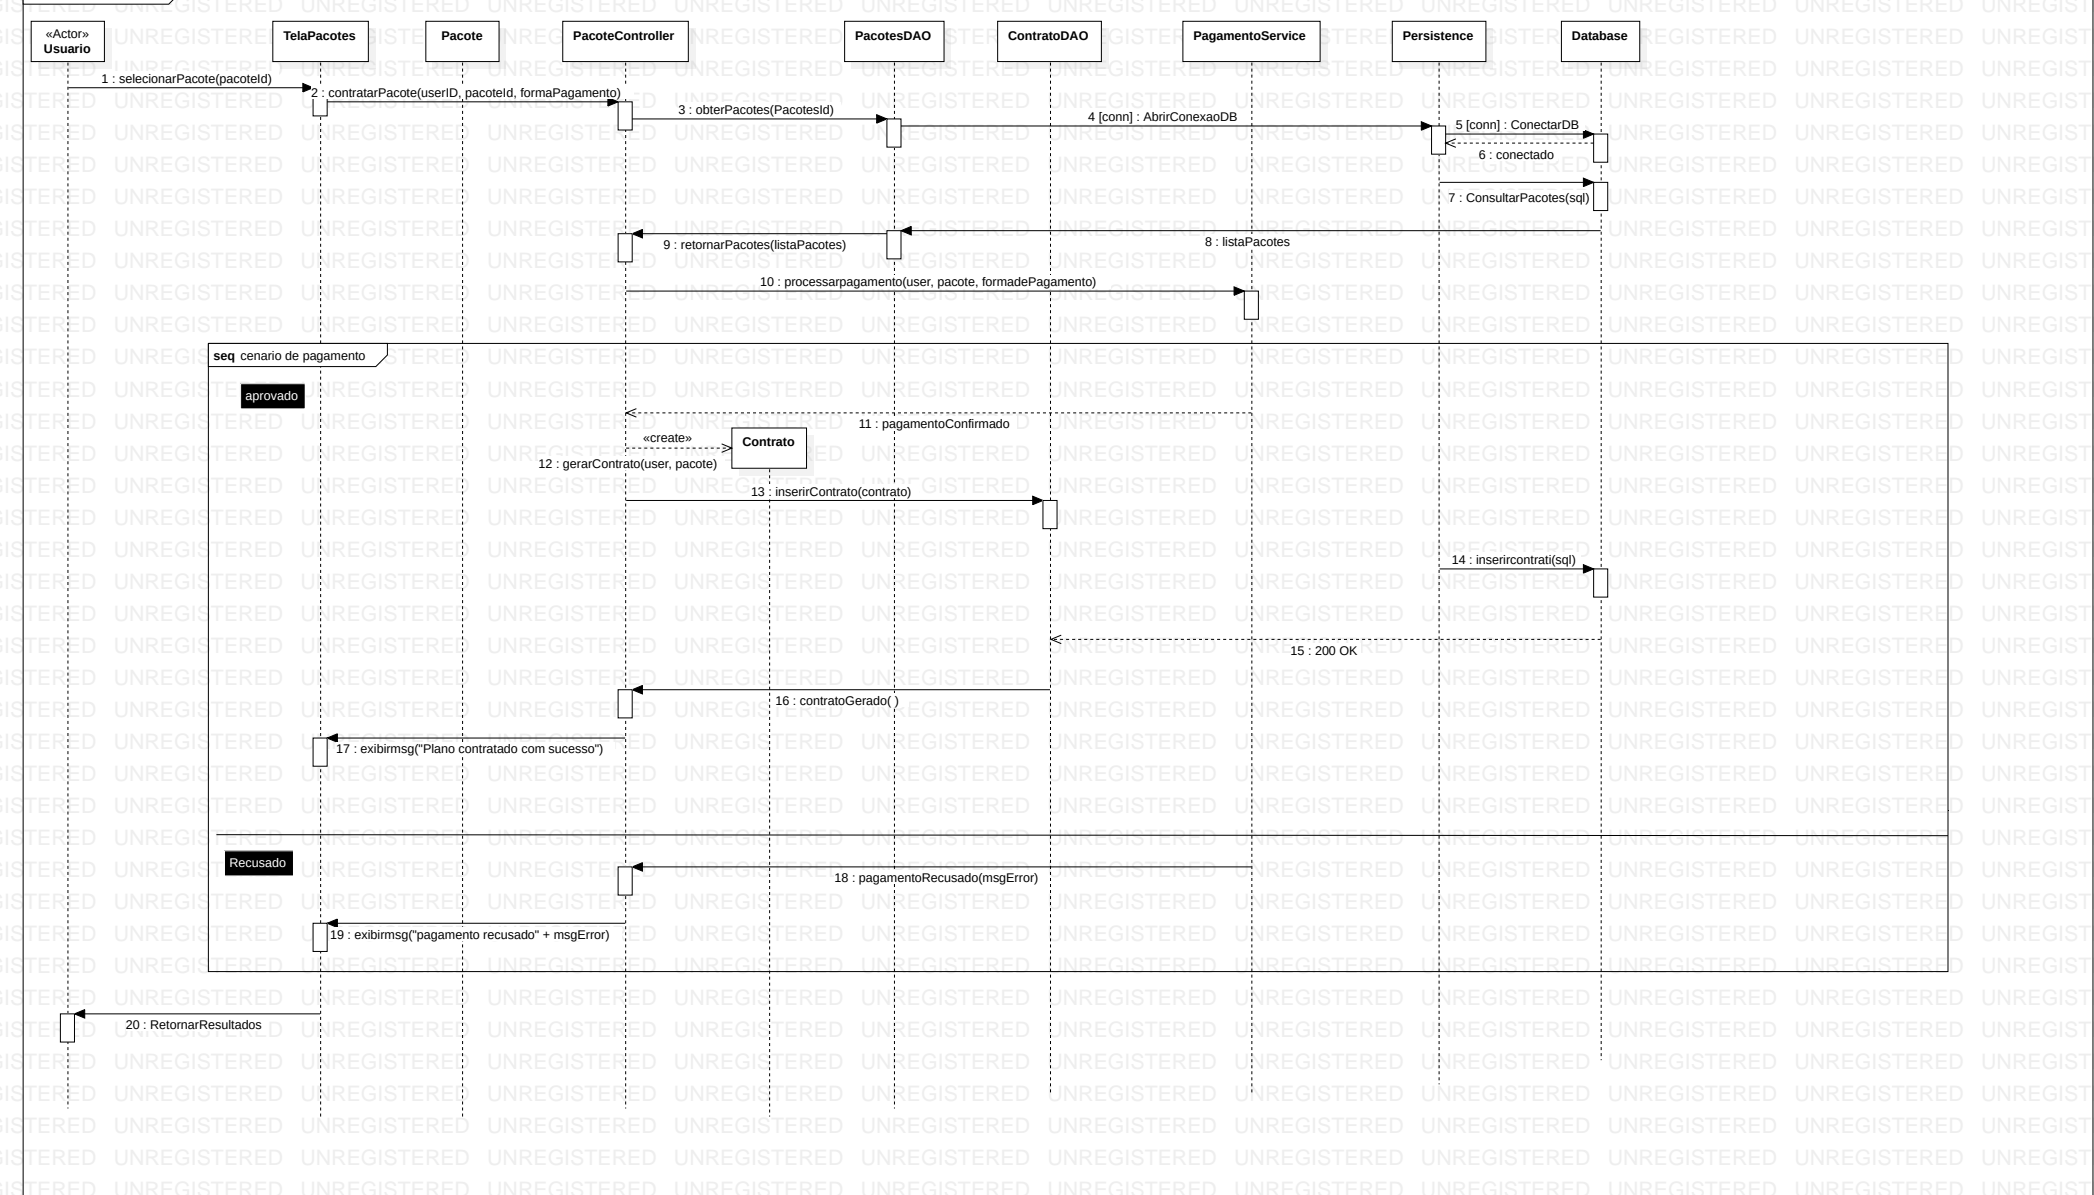 «Actor»
Usuario
TelaPacotes
Pacote
PacoteController
PacotesDAO
ContratoDAO
PagamentoService
Persistence
Database
1 : selecionarPacote(pacoteId)
2 : contratarPacote(userID, pacoteId, formaPagamento)
3 : obterPacotes(PacotesId)
4 [conn] : AbrirConexaoDB
5 [conn] : ConectarDB
6 : conectado
7 : ConsultarPacotes(sql)
8 : listaPacotes
9 : retornarPacotes(listaPacotes)
10 : processarpagamento(user, pacote, formadePagamento)
seq cenario de pagamento
aprovado
11 : pagamentoConfirmado
«create»
Contrato
12 : gerarContrato(user, pacote)
13 : inserirContrato(contrato)
14 : inserircontrati(sql)
15 : 200 OK
16 : contratoGerado( )
17 : exibirmsg("Plano contratado com sucesso")
Recusado
18 : pagamentoRecusado(msgError)
19 : exibirmsg("pagamento recusado" + msgError)
20 : RetornarResultados
UNREGISTERED